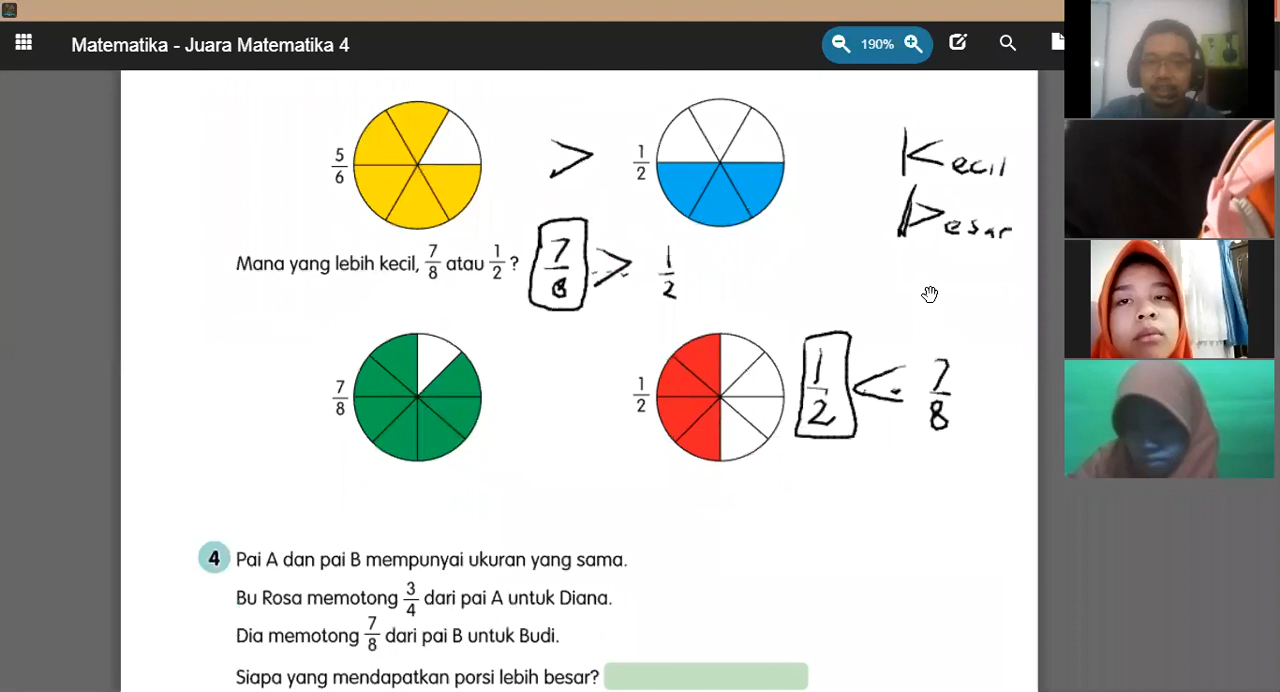 Matematika - Juara Matematika 4
190%
5/6 > 1/2
Kecil
Besar
Mana yang lebih kecil, 7/8 atau 1/2 ? 7/8 > 1/2
7/8 1/2 1/2 < 7/8
4 Pai A dan pai B mempunyai ukuran yang sama.
Bu Rosa memotong 3/4 dari pai A untuk Diana.
Dia memotong 7/8 dari pai B untuk Budi.
Siapa yang mendapatkan porsi lebih besar?